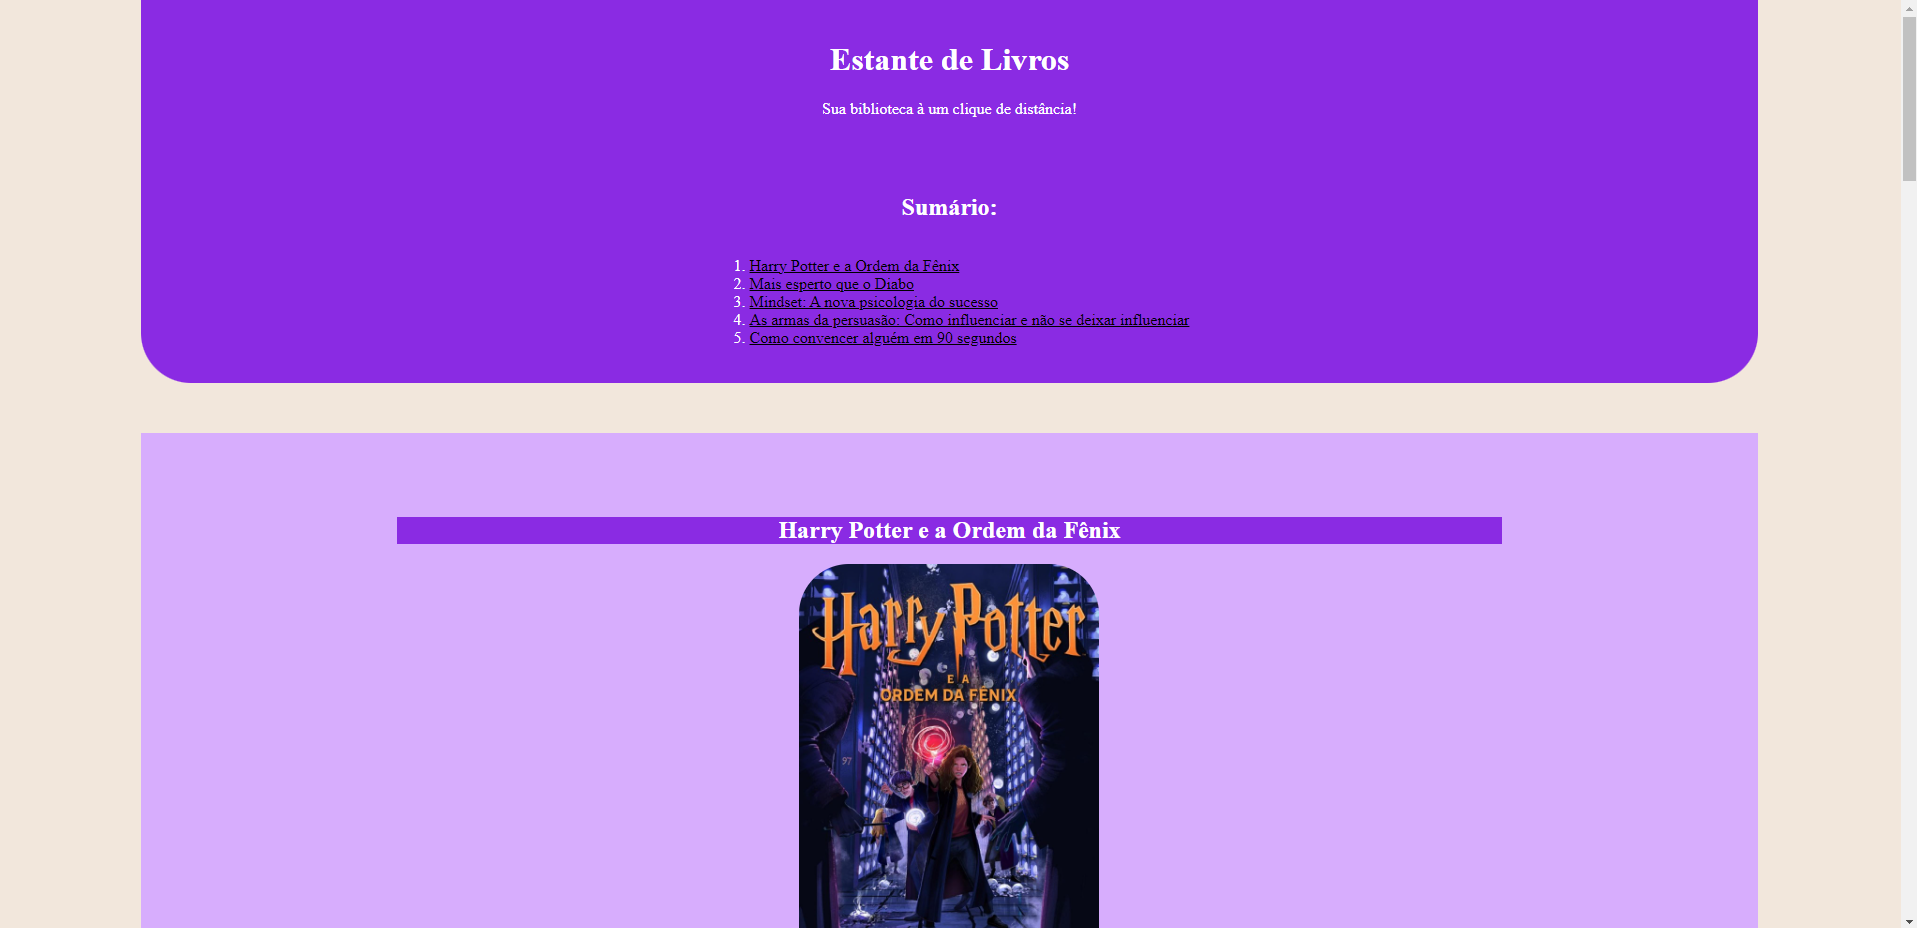 Estante de Livros
Sua biblioteca à um clique de distância!
Sumário:
1. Harry Potter e a Ordem da Fênix
2. Mais esperto que o Diabo
3. Mindset: A nova psicologia do sucesso
4. As armas da persuasão: Como influenciar e não se deixar influenciar
5. Como convencer alguém em 90 segundos
Harry Potter e a Ordem da Fênix
Harry Potter
E A
ORDEM DA FÊNIX
97